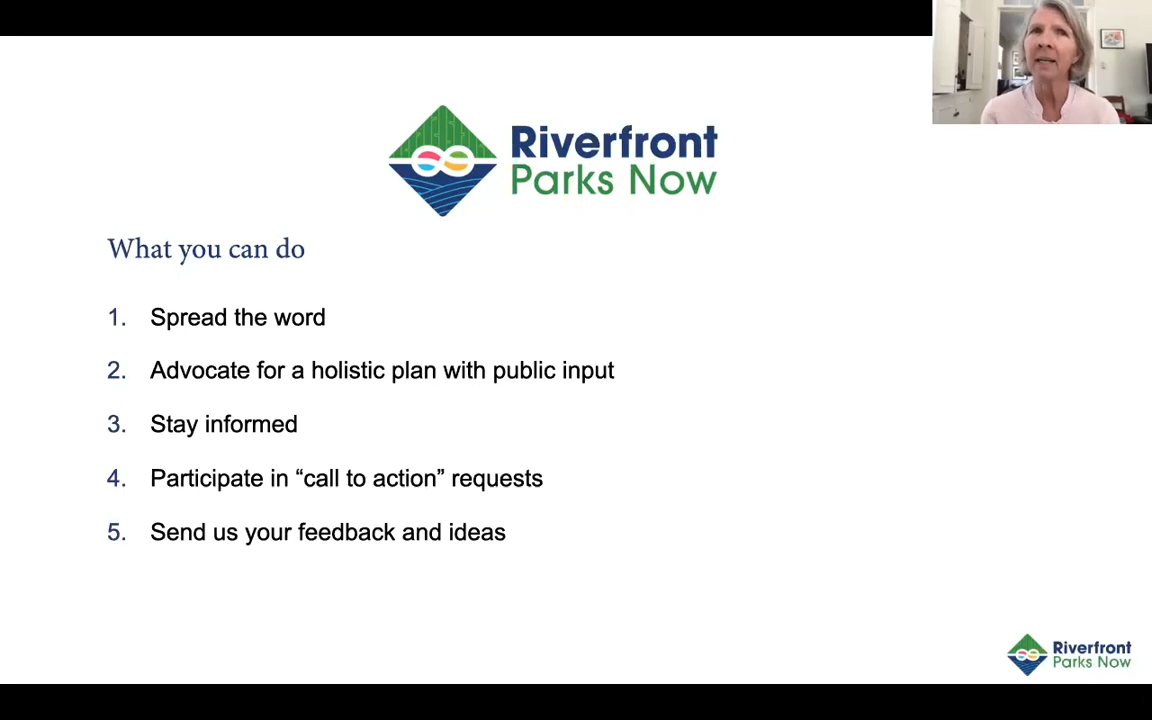 Riverfront
Parks Now
What you can do
1. Spread the word
2. Advocate for a holistic plan with public input
3. Stay informed
4. Participate in “call to action” requests
5. Send us your feedback and ideas
Riverfront
Parks Now